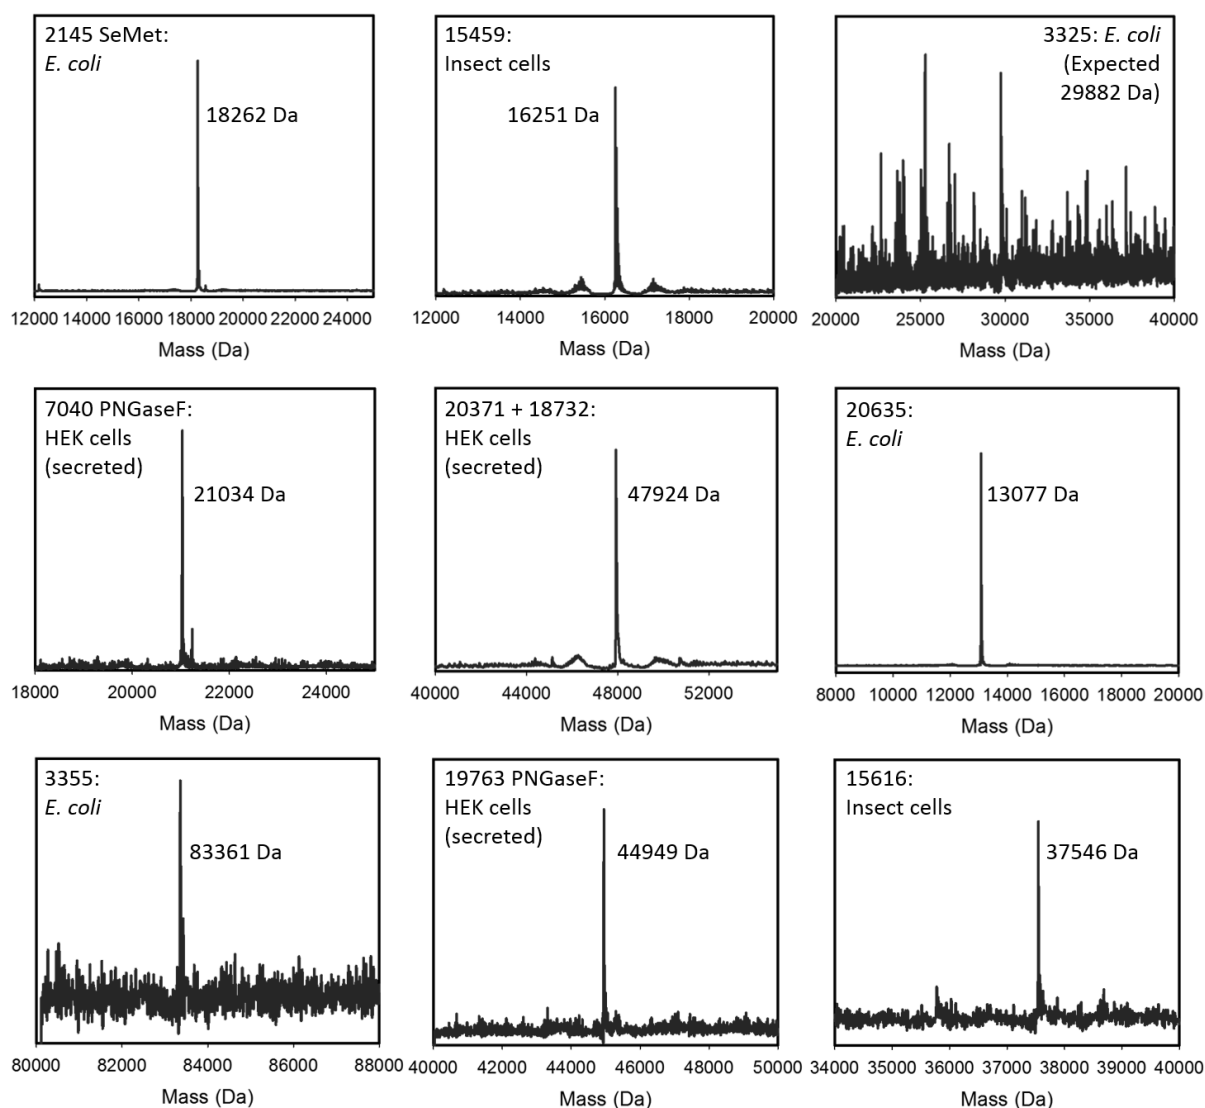 2145 SeMet:
E. coli
18262 Da
12000 14000 16000 18000 20000 22000 24000
Mass (Da)
15459:
Insect cells
16251 Da
12000 14000 16000 18000 20000
Mass (Da)
3325: E. coli
(Expected
29882 Da)
20000 25000 30000 35000 40000
Mass (Da)
7040 PNGaseF:
HEK cells
(secreted)
21034 Da
18000 20000 22000 24000
Mass (Da)
20371 + 18732:
HEK cells
(secreted)
47924 Da
40000 44000 48000 52000
Mass (Da)
20635:
E. coli
13077 Da
8000 10000 12000 14000 16000 18000 20000
Mass (Da)
3355:
E. coli
83361 Da
80000 82000 84000 86000 88000
Mass (Da)
19763 PNGaseF:
HEK cells
(secreted)
44949 Da
40000 42000 44000 46000 48000 50000
Mass (Da)
15616:
Insect cells
37546 Da
34000 35000 36000 37000 38000 39000 40000
Mass (Da)